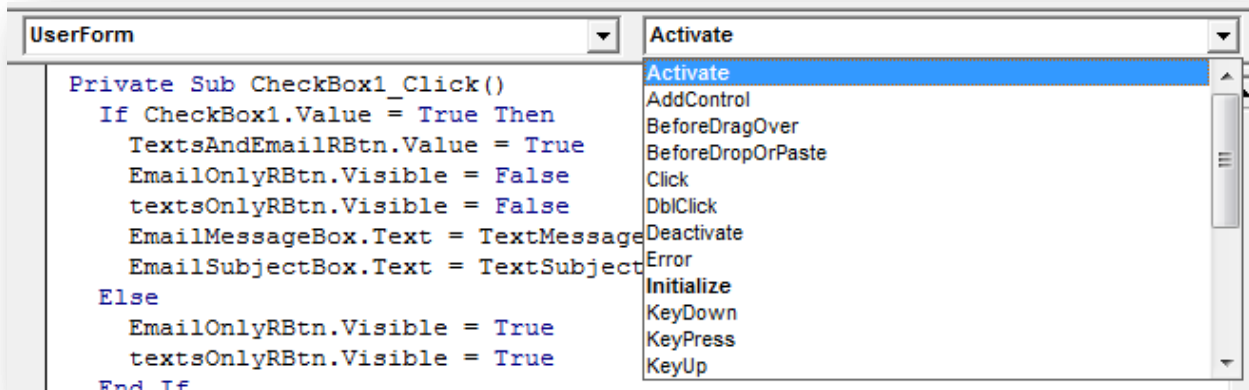 UserForm
Activate
Private Sub CheckBox1_Click()
If CheckBox1.Value = True Then
TextsAndEmailRBtn.Value = True
EmailOnlyRBtn.Visible = False
textsOnlyRBtn.Visible = False
EmailMessageBox.Text = TextMessage
EmailSubjectBox.Text = TextSubject
Else
EmailOnlyRBtn.Visible = True
textsOnlyRBtn.Visible = True
End If
Activate
AddControl
BeforeDragOver
BeforeDropOrPaste
Click
DblClick
Deactivate
Error
Initialize
KeyDown
KeyPress
KeyUp